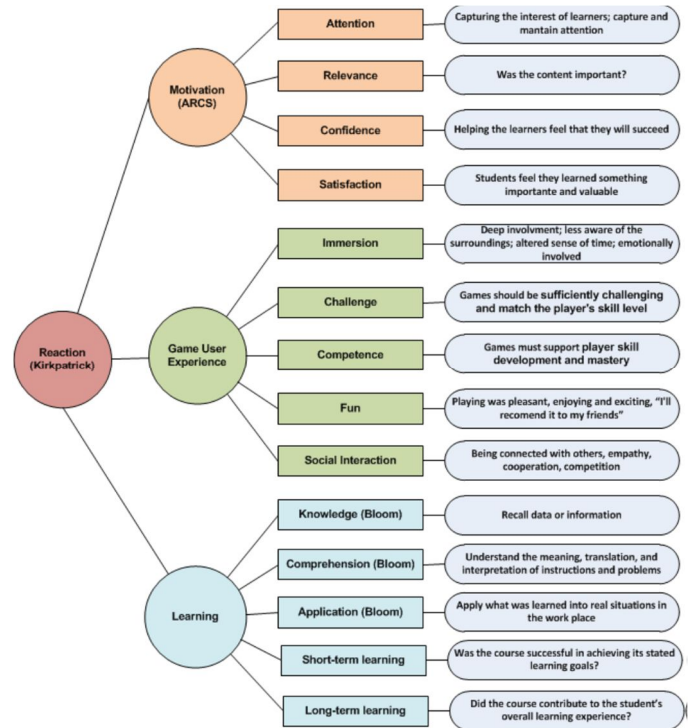 Reaction
(Kirkpatrick)
Motivation
(ARCS)
Attention
Capturing the interest of learners; capture and
mantain attention
Relevance
Was the content important?
Confidence
Helping the learners feel that they will succeed
Satisfaction
Students feel they learned something
importante and valuable
Game User
Experience
Immersion
Deep involvment; less aware of the
surroundings; altered sense of time; emotionally
involved
Challenge
Games should be sufficiently challenging
and match the player's skill level
Competence
Games must support player skill
development and mastery
Fun
Playing was pleasant, enjoying and exciting, "I'll
recomend it to my friends"
Social Interaction
Being connected with others, empathy,
cooperation, competition
Learning
Knowledge (Bloom)
Recall data or information
Comprehension (Bloom)
Understand the meaning, translation, and
interpretation of instructions and problems
Application (Bloom)
Apply what was learned into real situations in
the work place
Short-term learning
Was the course successful in achieving its stated
learning goals?
Long-term learning
Did the course contribute to the student's
overall learning experience?